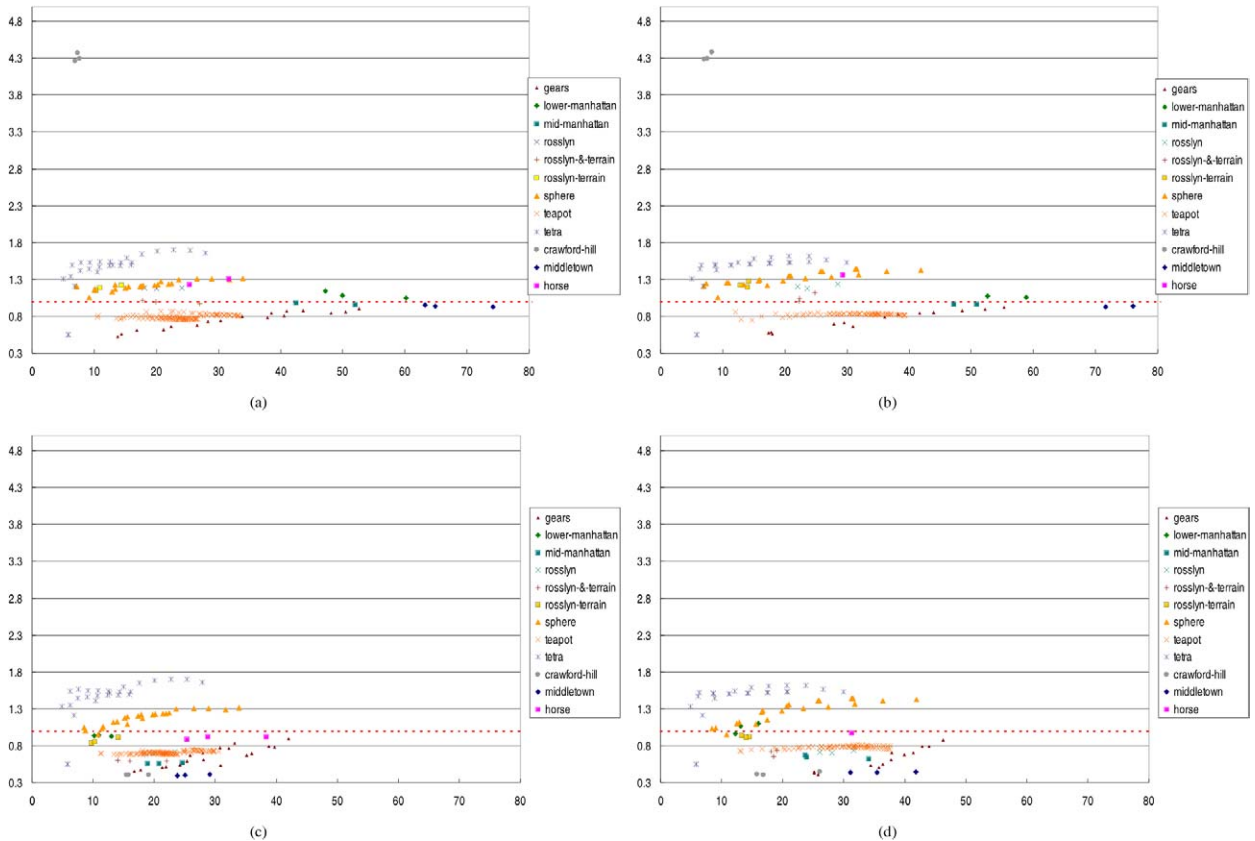 4.8
4.3
3.8
3.3
2.8
2.3
1.8
1.3
0.8
0.3
0 10 20 30 40 50 60 70 80
gears
lower-manhattan
mid-manhattan
rosslyn
rosslyn-&-terrain
rosslyn-terrain
sphere
teapot
tetra
crawford-hill
middletown
horse
(a)
4.8
4.3
3.8
3.3
2.8
2.3
1.8
1.3
0.8
0.3
0 10 20 30 40 50 60 70 80
gears
lower-manhattan
mid-manhattan
rosslyn
rosslyn-&-terrain
rosslyn-terrain
sphere
teapot
tetra
crawford-hill
middletown
horse
(b)
4.8
4.3
3.8
3.3
2.8
2.3
1.8
1.3
0.8
0.3
0 10 20 30 40 50 60 70 80
gears
lower-manhattan
mid-manhattan
rosslyn
rosslyn-&-terrain
rosslyn-terrain
sphere
teapot
tetra
crawford-hill
middletown
horse
(c)
4.8
4.3
3.8
3.3
2.8
2.3
1.8
1.3
0.8
0.3
0 10 20 30 40 50 60 70 80
gears
lower-manhattan
mid-manhattan
rosslyn
rosslyn-&-terrain
rosslyn-terrain
sphere
teapot
tetra
crawford-hill
middletown
horse
(d)